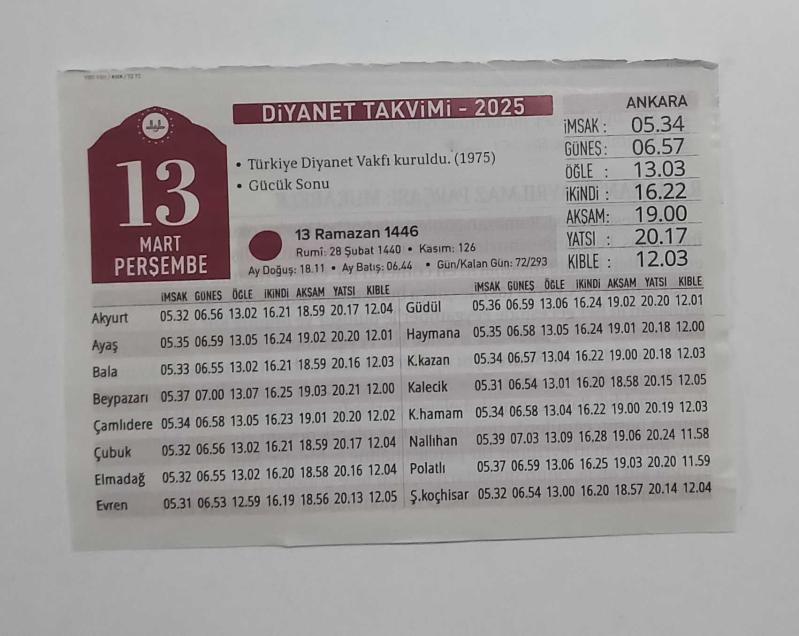 DİYANET TAKVİMİ - 2025
13
MART
PERŞEMBE
• Türkiye Diyanet Vakfı kuruldu. (1975)
• Gücük Sonu
13 Ramazan 1446
Rumî: 28 Şubat 1440 • Kasım: 126
Ay Doğuş: 18.11 • Ay Batış: 06.44 • Gün/Kalan Gün: 72/293
ANKARA
İMSAK : 05.34
GÜNEŞ: 06.57
ÖĞLE : 13.03
İKİNDİ : 16.22
AKŞAM: 19.00
YATSI : 20.17
KIBLE : 12.03
İMSAK GÜNEŞ ÖĞLE İKİNDİ AKŞAM YATSI KIBLE
Akyurt 05.32 06.56 13.02 16.21 18.59 20.17 12.04
Ayaş 05.35 06.59 13.05 16.24 19.02 20.20 12.01
Bala 05.33 06.55 13.02 16.21 18.59 20.16 12.03
Beypazarı 05.37 07.00 13.07 16.25 19.03 20.21 12.00
Çamlıdere 05.34 06.58 13.05 16.23 19.01 20.20 12.02
Çubuk 05.32 06.56 13.02 16.21 18.59 20.17 12.04
Elmadağ 05.32 06.55 13.02 16.20 18.58 20.16 12.04
Evren 05.31 06.53 12.59 16.19 18.56 20.13 12.05
İMSAK GÜNEŞ ÖĞLE İKİNDİ AKŞAM YATSI KIBLE
Güdül 05.36 06.59 13.06 16.24 19.02 20.20 12.01
Haymana 05.35 06.58 13.05 16.24 19.01 20.18 12.00
K.kazan 05.34 06.57 13.04 16.22 19.00 20.18 12.03
Kalecik 05.31 06.54 13.01 16.20 18.58 20.15 12.05
K.hamam 05.34 06.58 13.04 16.22 19.00 20.19 12.03
Nallıhan 05.39 07.03 13.09 16.28 19.06 20.24 11.58
Polatlı 05.37 06.59 13.06 16.25 19.03 20.20 11.59
Ş.koçhisar 05.32 06.54 13.00 16.20 18.57 20.14 12.04